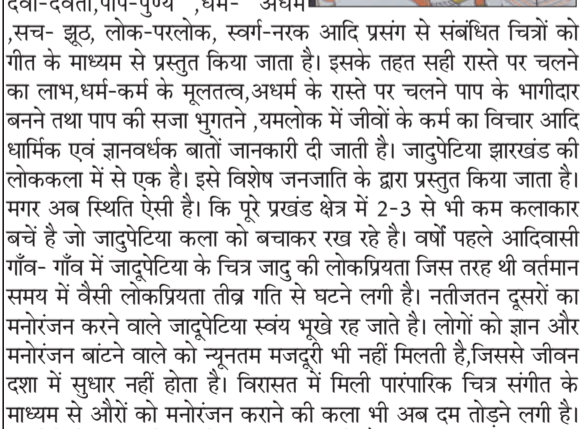 देवी-देवता,पाप-पुण्य ,धर्म- अधर्म
,सच- झूठ, लोक-परलोक, स्वर्ग-नरक आदि प्रसंग से संबंधित चित्रों को
गीत के माध्यम से प्रस्तुत किया जाता है। इसके तहत सही रास्ते पर चलने
का लाभ,धर्म-कर्म के मूलतत्व,अधर्म के रास्ते पर चलने पाप के भागीदार
बनने तथा पाप की सजा भुगतने ,यमलोक में जीवों के कर्म का विचार आदि
धार्मिक एवं ज्ञानवर्धक बातों जानकारी दी जाती है। जादुपेटिया झारखंड की
लोककला में से एक है। इसे विशेष जनजाति के द्वारा प्रस्तुत किया जाता है।
मगर अब स्थिति ऐसी है। कि पूरे प्रखंड क्षेत्र में 2-3 से भी कम कलाकार
बचें है जो जादुपेटिया कला को बचाकर रख रहे है। वर्षों पहले आदिवासी
गाँव- गाँव में जादूपेटिया के चित्र जादु की लोकप्रियता जिस तरह थी वर्तमान
समय में वैसी लोकप्रियता तीव्र गति से घटने लगी है। नतीजतन दूसरों का
मनोरंजन करने वाले जादूपेटिया स्वंय भूखे रह जाते है। लोगों को ज्ञान और
मनोरंजन बांटने वाले को न्यूनतम मजदूरी भी नहीं मिलती है,जिससे जीवन
दशा में सुधार नहीं होता है। विरासत में मिली पारंपारिक चित्र संगीत के
माध्यम से औरों को मनोरंजन कराने की कला भी अब दम तोड़ने लगी है।